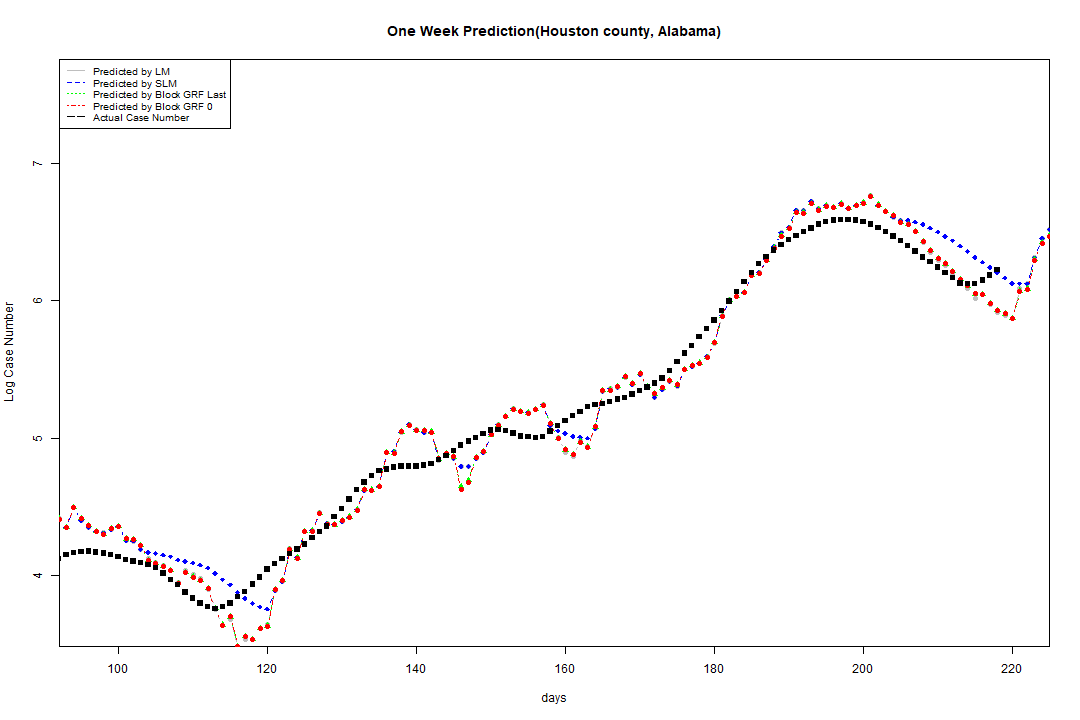 One Week Prediction(Houston county, Alabama)
Predicted by LM
Predicted by SLM
Predicted by Block GRF Last
Predicted by Block GRF 0
Actual Case Number
7
6
5
4
Log Case Number
100 120 140 160 180 200 220
days